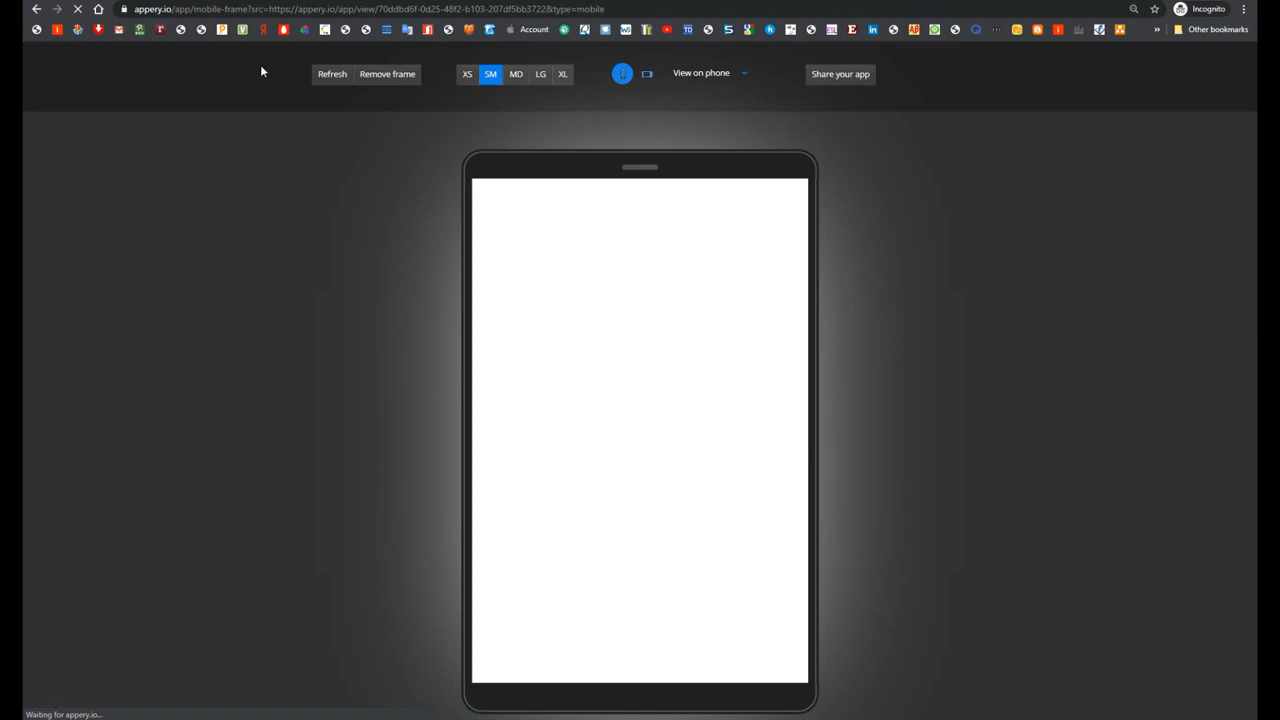 appery.io/app/mobile-frame?src=https://appery.io/app/view/70ddbd6f-0d25-48f2-b103-207df5bb3722&type=mobile
Incognito
Account
Other bookmarks
Refresh
Remove frame
XS
SM
MD
LG
XL
View on phone
Share your app
Waiting for appery.io...